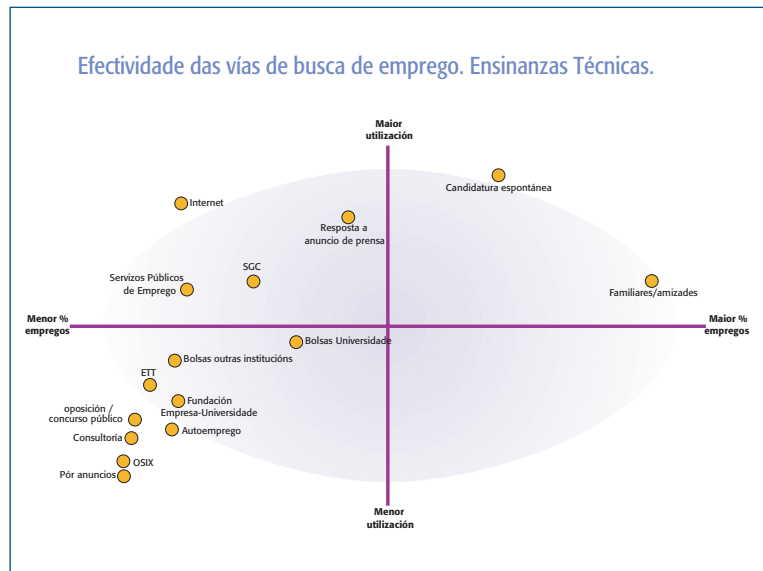 Efectividade das vías de busca de emprego. Ensinanzas Técnicas.
Maior
utilización
Candidatura espontánea
Internet
Resposta a
anuncio de prensa
SGC
Servizos Públicos
de Emprego
Familiares/amizades
Menor %
empregos
Maior %
empregos
Bolsas Universidade
Bolsas outras institucións
ETT
Fundación
Empresa-Universidade
oposición /
concurso público
Autoemprego
Consultoría
OSIX
Pór anuncios
Menor
utilización